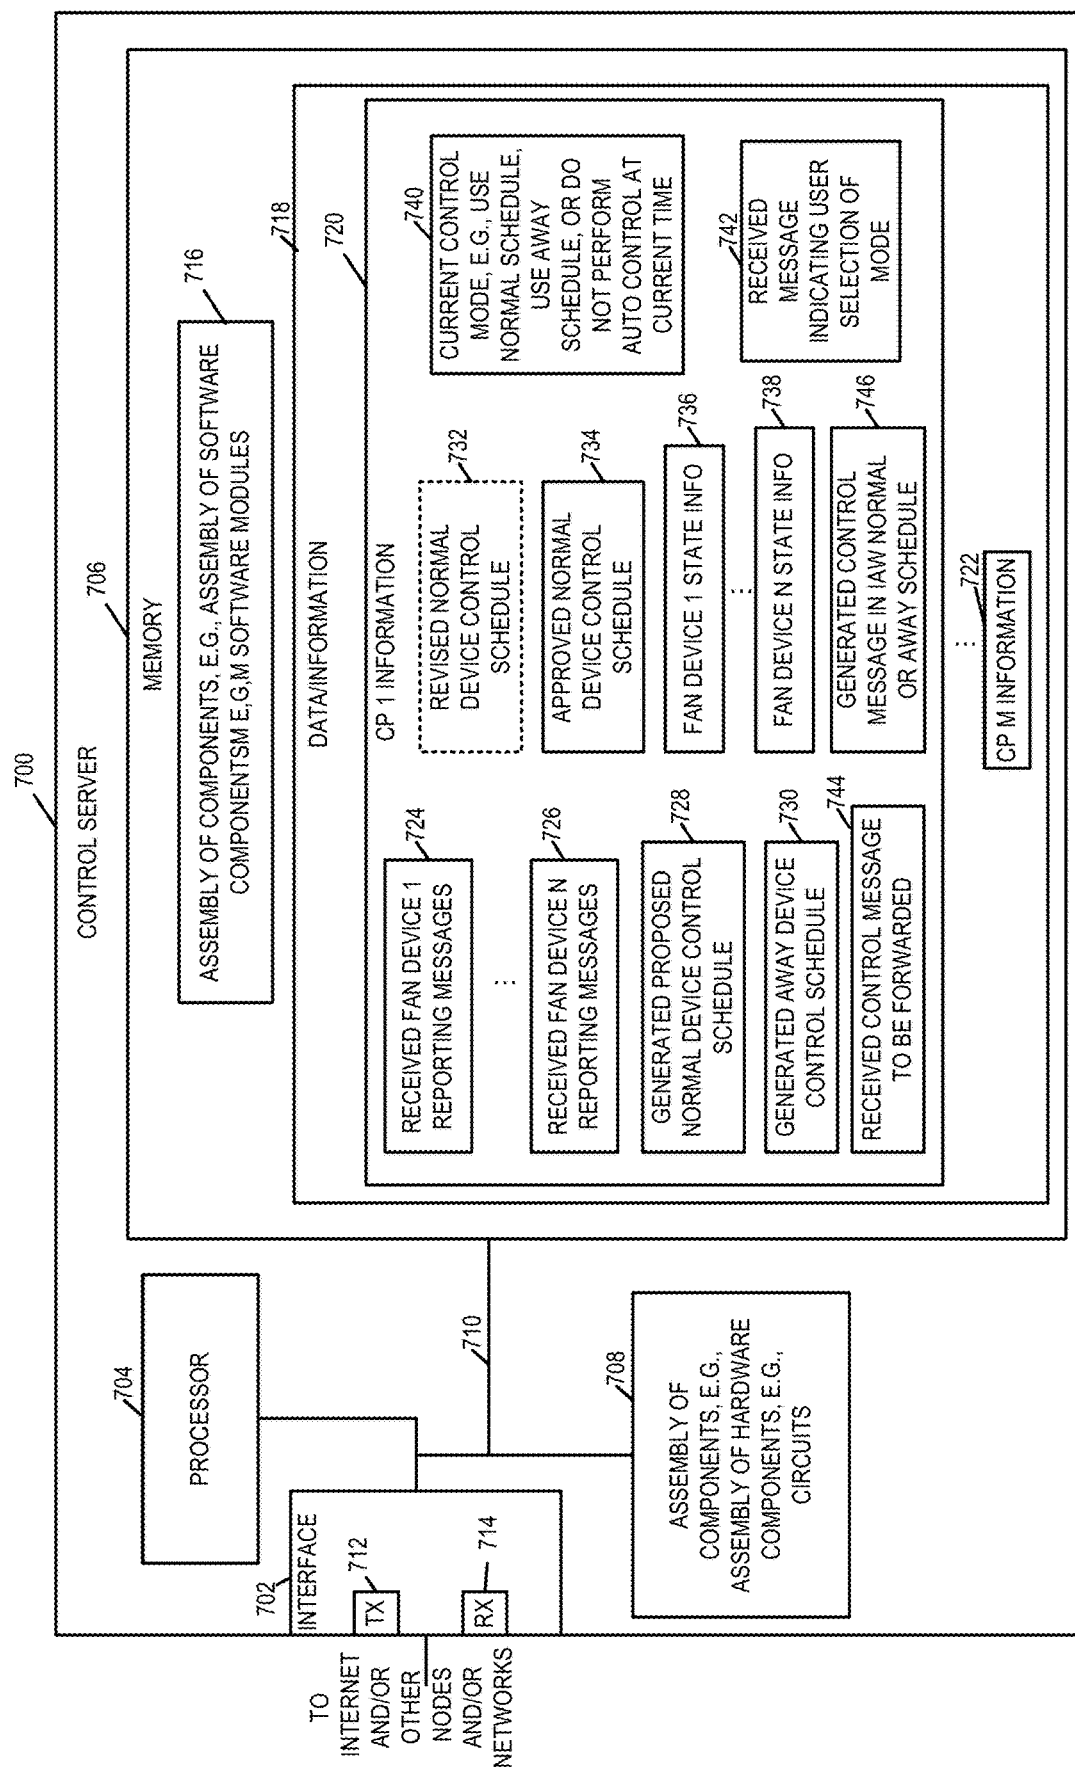 700
CONTROL SERVER
TO
INTERNET
AND/OR
OTHER
NODES
AND/OR
NETWORKS
702
INTERFACE
712
TX
714
RX
704
PROCESSOR
710
708
ASSEMBLY OF
COMPONENTS, E.G.,
ASSEMBLY OF HARDWARE
COMPONENTS, E.G.,
CIRCUITS
706
MEMORY
716
ASSEMBLY OF COMPONENTS, E.G., ASSEMBLY OF SOFTWARE
COMPONENTSM E,G,M SOFTWARE MODULES
718
DATA/INFORMATION
720
CP 1 INFORMATION
724
RECEIVED FAN DEVICE 1
REPORTING MESSAGES
...
726
RECEIVED FAN DEVICE N
REPORTING MESSAGES
728
GENERATED PROPOSED
NORMAL DEVICE CONTROL
SCHEDULE
730
GENERATED AWAY DEVICE
CONTROL SCHEDULE
744
RECEIVED CONTROL MESSAGE
TO BE FORWARDED
732
REVISED NORMAL
DEVICE CONTROL
SCHEDULE
734
APPROVED NORMAL
DEVICE CONTROL
SCHEDULE
736
FAN DEVICE 1 STATE INFO
...
738
FAN DEVICE N STATE INFO
746
GENERATED CONTROL
MESSAGE IN IAW NORMAL
OR AWAY SCHEDULE
740
CURRENT CONTROL
MODE, E.G., USE
NORMAL SCHEDULE,
USE AWAY
SCHEDULE, OR DO
NOT PERFORM
AUTO CONTROL AT
CURRENT TIME
742
RECEIVED
MESSAGE
INDICATING USER
SELECTION OF
MODE
...
722
CP M INFORMATION